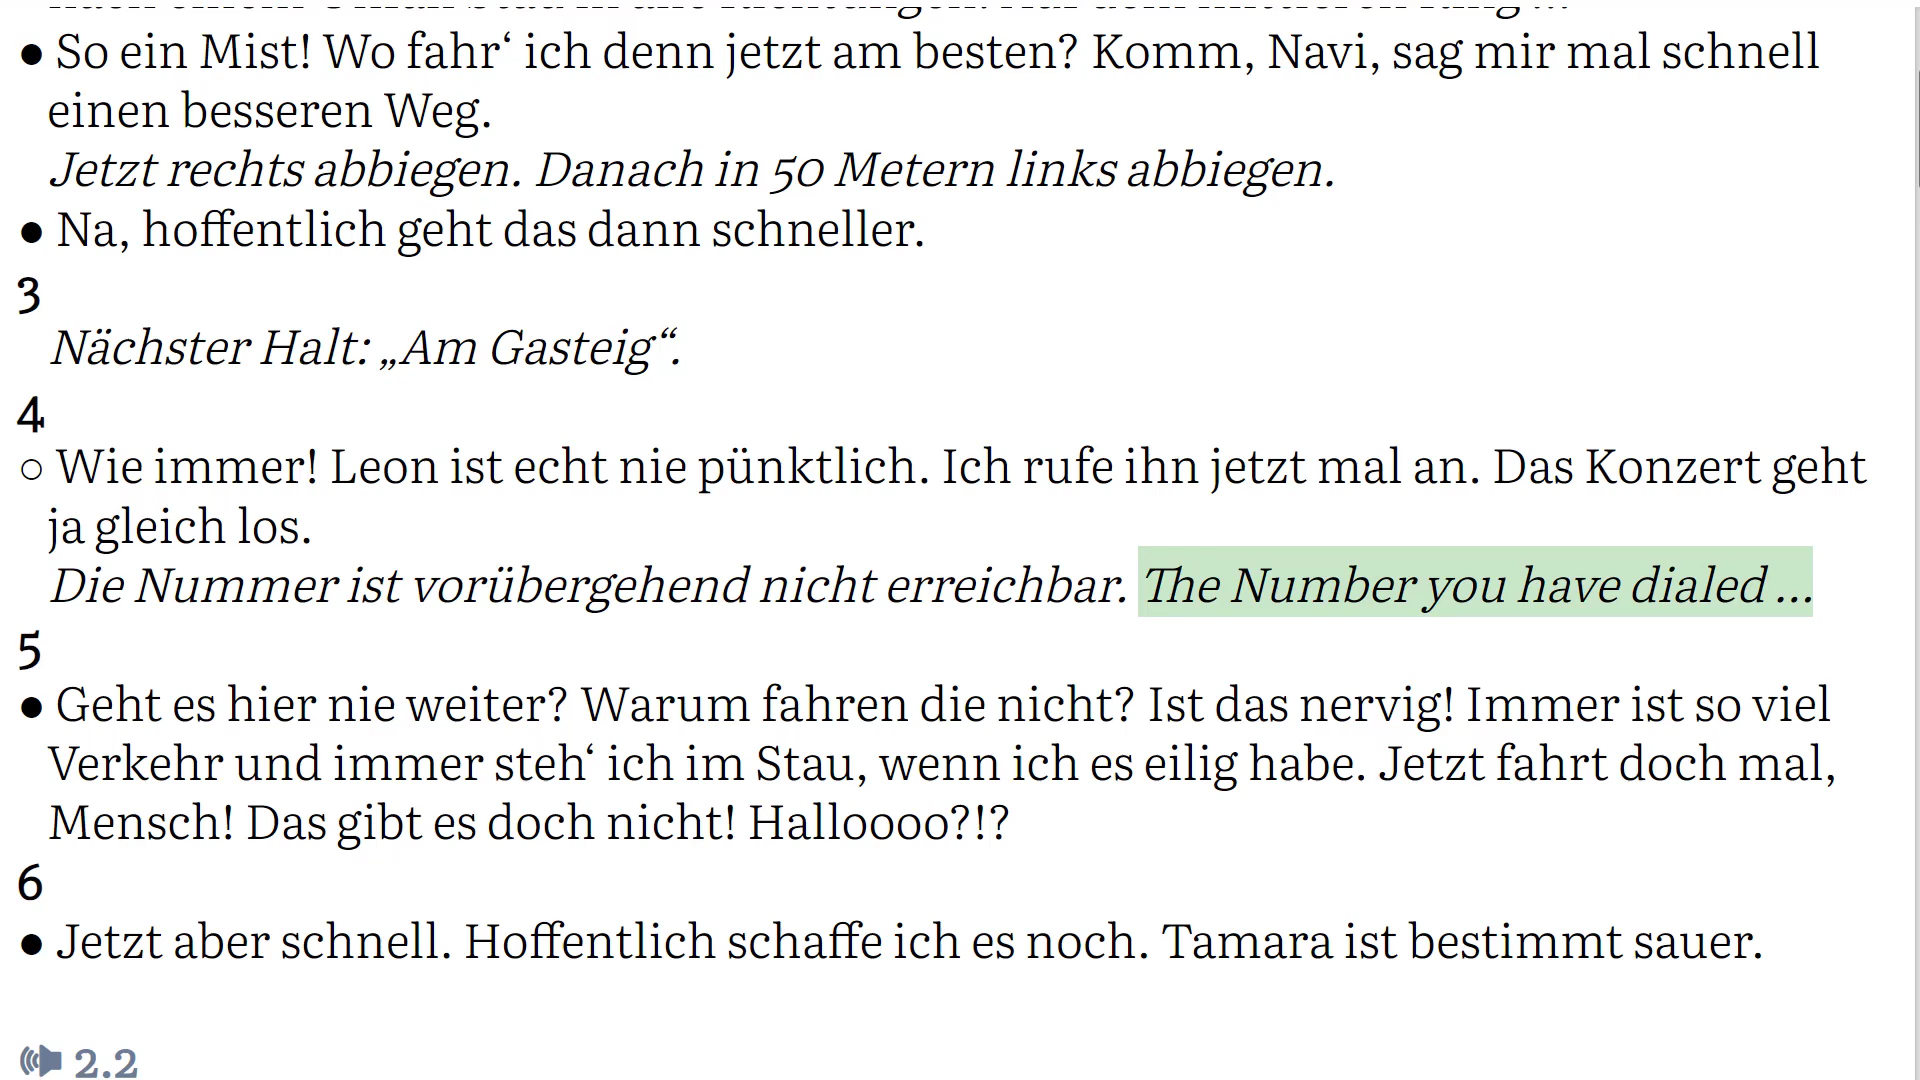 ● So ein Mist! Wo fahr‘ ich denn jetzt am besten? Komm, Navi, sag mir mal schnell
einen besseren Weg.
Jetzt rechts abbiegen. Danach in 50 Metern links abbiegen.
● Na, hoffentlich geht das dann schneller.
3
Nächster Halt: „Am Gasteig“.
4
○ Wie immer! Leon ist echt nie pünktlich. Ich rufe ihn jetzt mal an. Das Konzert geht
ja gleich los.
Die Nummer ist vorübergehend nicht erreichbar. The Number you have dialed ...
5
● Geht es hier nie weiter? Warum fahren die nicht? Ist das nervig! Immer ist so viel
Verkehr und immer steh‘ ich im Stau, wenn ich es eilig habe. Jetzt fahrt doch mal,
Mensch! Das gibt es doch nicht! Halloooo?!?
6
● Jetzt aber schnell. Hoffentlich schaffe ich es noch. Tamara ist bestimmt sauer.
2.2